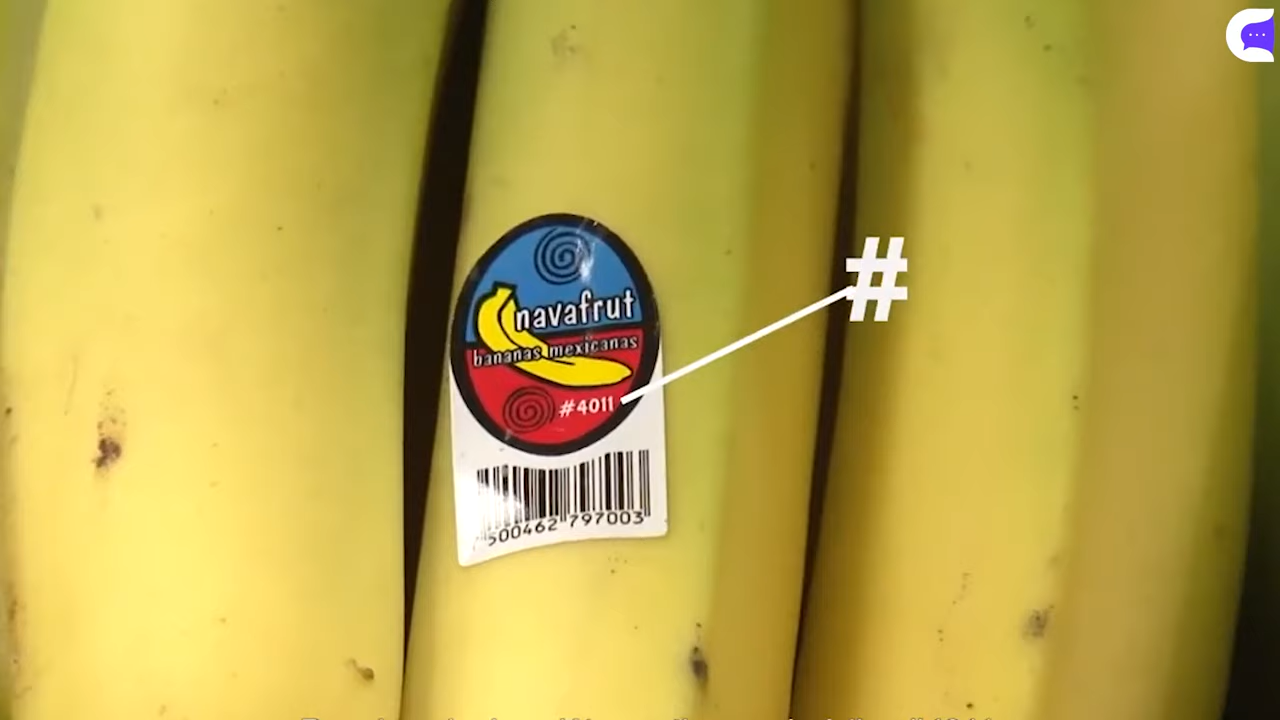 navafrut
bananas mexicanas
#4011
#
500462 797003